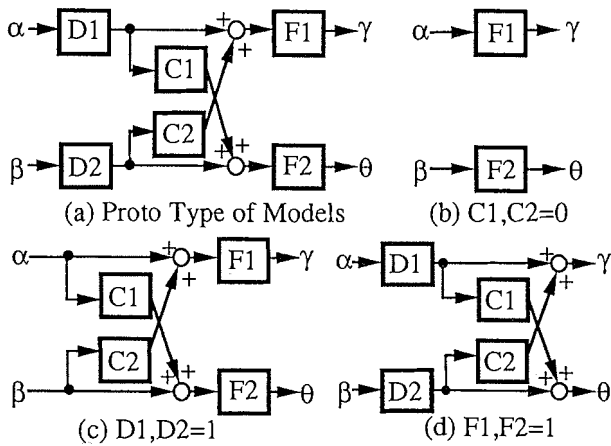 α D1 + F1 γ
+
C1
C2
+ +
β D2 F2 θ
(a) Proto Type of Models
α F1 γ
β F2 θ
(b) C1,C2=0
α + F1 γ
+
C1
C2
+ +
β F2 θ
(c) D1,D2=1
α D1 + γ
+
C1
C2
+ +
β D2 θ
(d) F1,F2=1